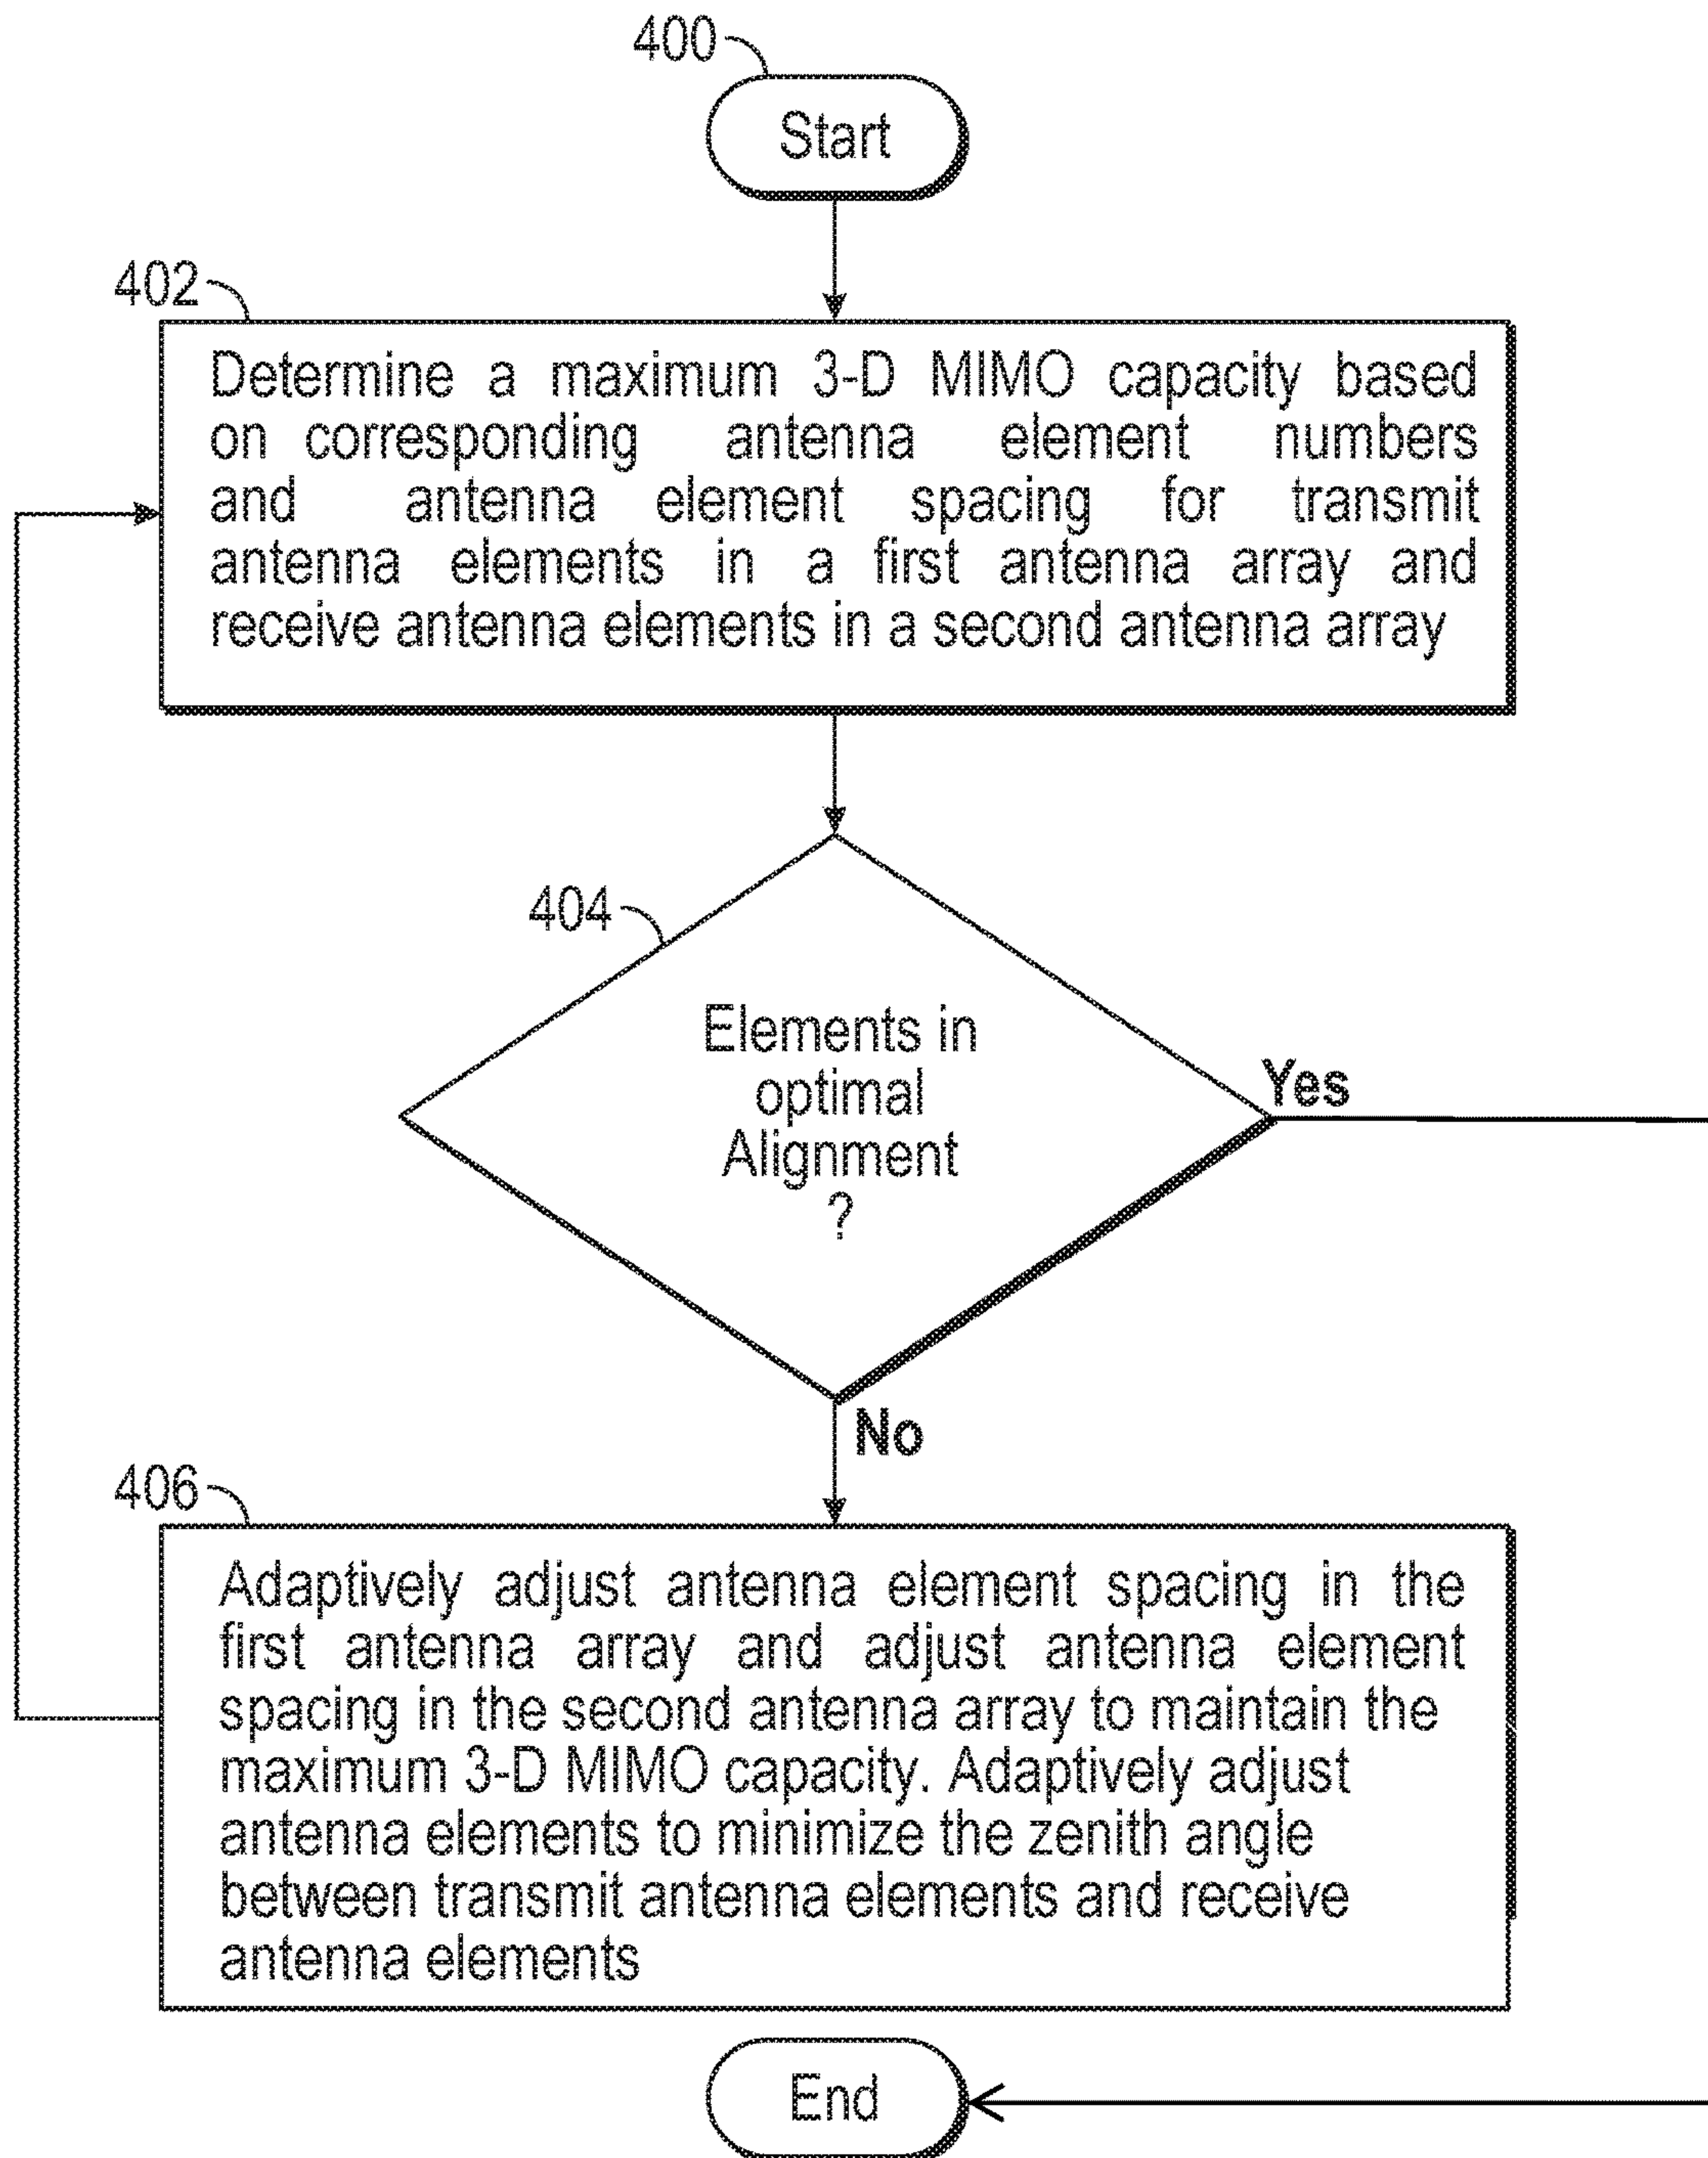 400
Start
402
Determine a maximum 3-D MIMO capacity based
on corresponding antenna element numbers
and antenna element spacing for transmit
antenna elements in a first antenna array and
receive antenna elements in a second antenna array
404
Elements in
optimal
Alignment
?
Yes
No
406
Adaptively adjust antenna element spacing in the
first antenna array and adjust antenna element
spacing in the second antenna array to maintain the
maximum 3-D MIMO capacity. Adaptively adjust
antenna elements to minimize the zenith angle
between transmit antenna elements and receive
antenna elements
End